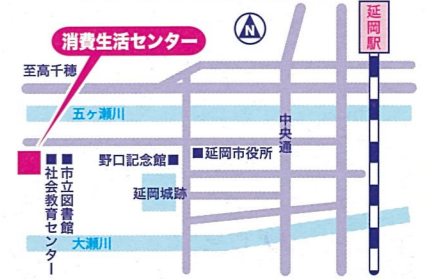 消費生活センター
N
延岡駅
至高千穂
五ヶ瀬川
中央通
野口記念館■
■延岡市役所
■市立図書館
■社会教育センター
延岡城跡
大瀬川